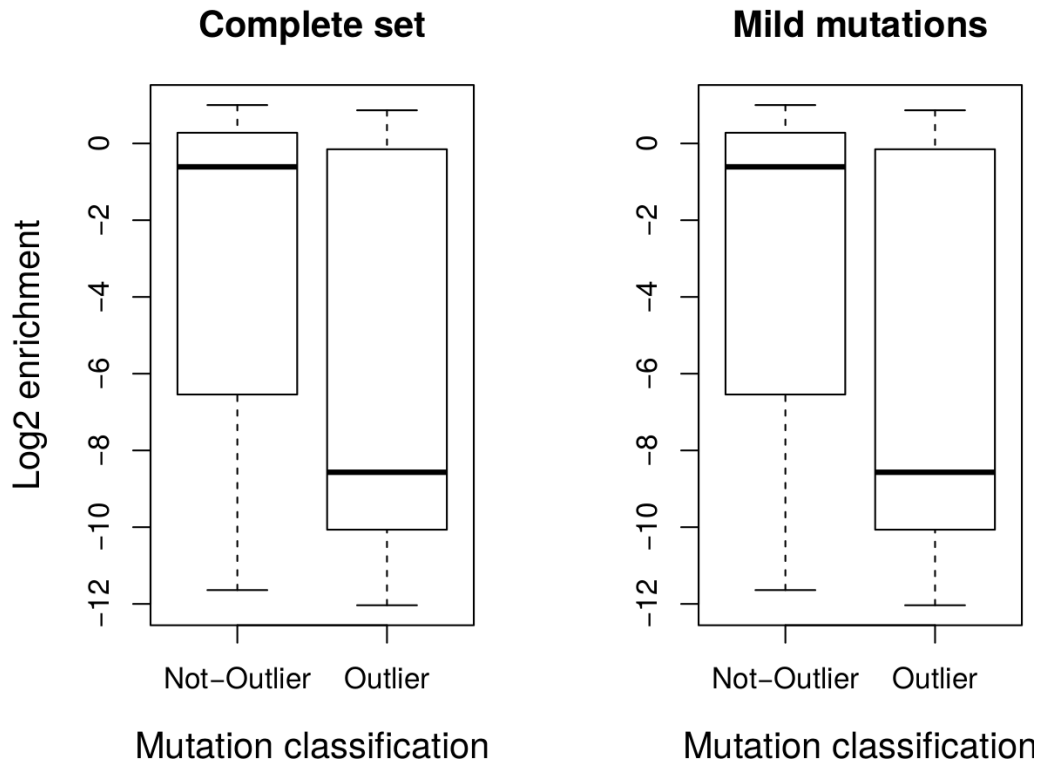 Complete set
Mild mutations
Log2 enrichment
0
−2
−4
−6
−8
−10
−12
0
−2
−4
−6
−8
−10
−12
Not−Outlier
Outlier
Not−Outlier
Outlier
Mutation classification
Mutation classification